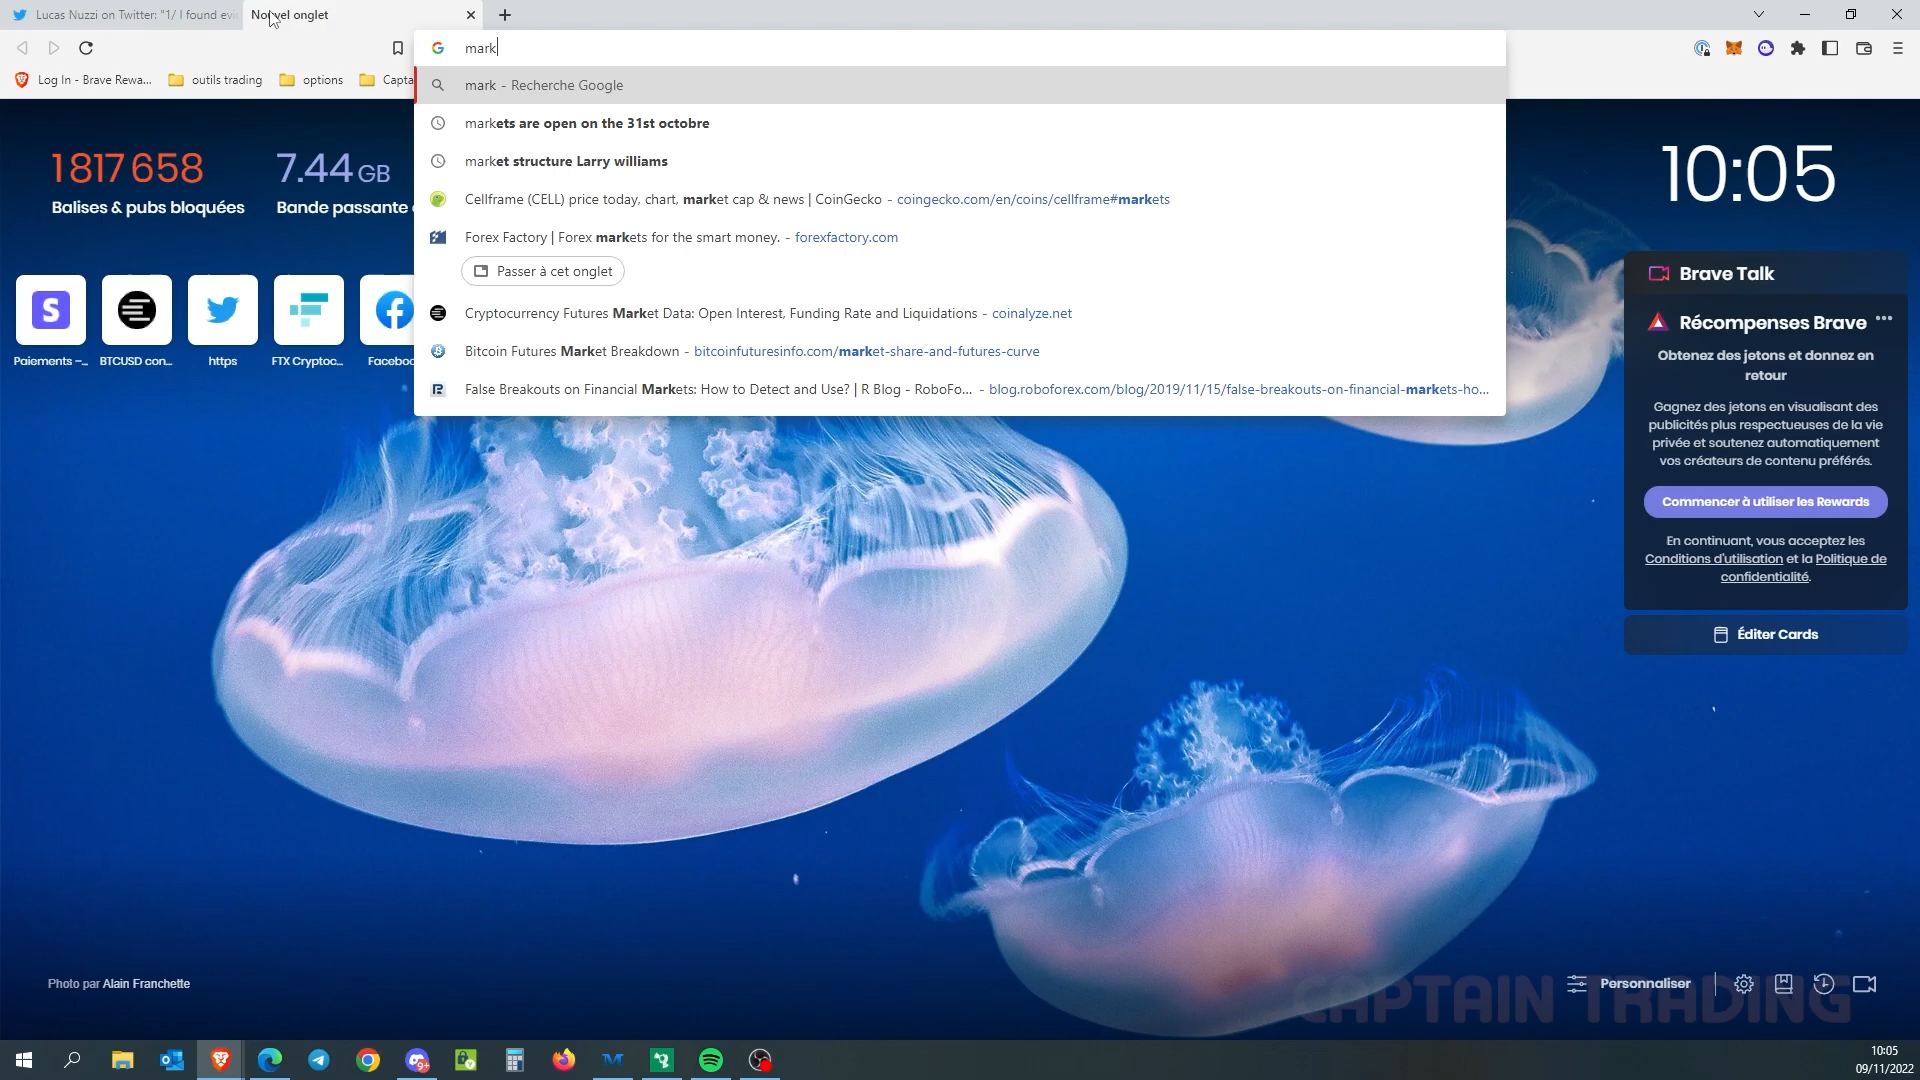 Lucas Nuzzi on Twitter: "1/ I found evi
Nouvel onglet
mark
Log In - Brave Rewa...
outils trading
options
Capta
mark - Recherche Google
markets are open on the 31st octobre
market structure Larry williams
Cellframe (CELL) price today, chart, market cap & news | CoinGecko - coingecko.com/en/coins/cellframe#markets
Forex Factory | Forex markets for the smart money. - forexfactory.com
Passer à cet onglet
Cryptocurrency Futures Market Data: Open Interest, Funding Rate and Liquidations - coinalyze.net
Bitcoin Futures Market Breakdown - bitcoinfuturesinfo.com/market-share-and-futures-curve
False Breakouts on Financial Markets: How to Detect and Use? | R Blog - RoboFo... - blog.roboforex.com/blog/2019/11/15/false-breakouts-on-financial-markets-ho...
1 817 658
Balises & pubs bloquées
7.44 GB
Bande passante
10:05
Paiements –...
BTCUSD con...
https
FTX Cryptoc...
Faceboo
Brave Talk
Récompenses Brave
Obtenez des jetons et donnez en
retour
Gagnez des jetons en visualisant des
publicités plus respectueuses de la vie
privée et soutenez automatiquement
vos créateurs de contenu préférés.
Commencer à utiliser les Rewards
En continuant, vous acceptez les
Conditions d'utilisation et la Politique de
confidentialité.
Éditer Cards
Photo par Alain Franchette
Personnaliser
CAPTAIN TRADING
9+
10:05
09/11/2022